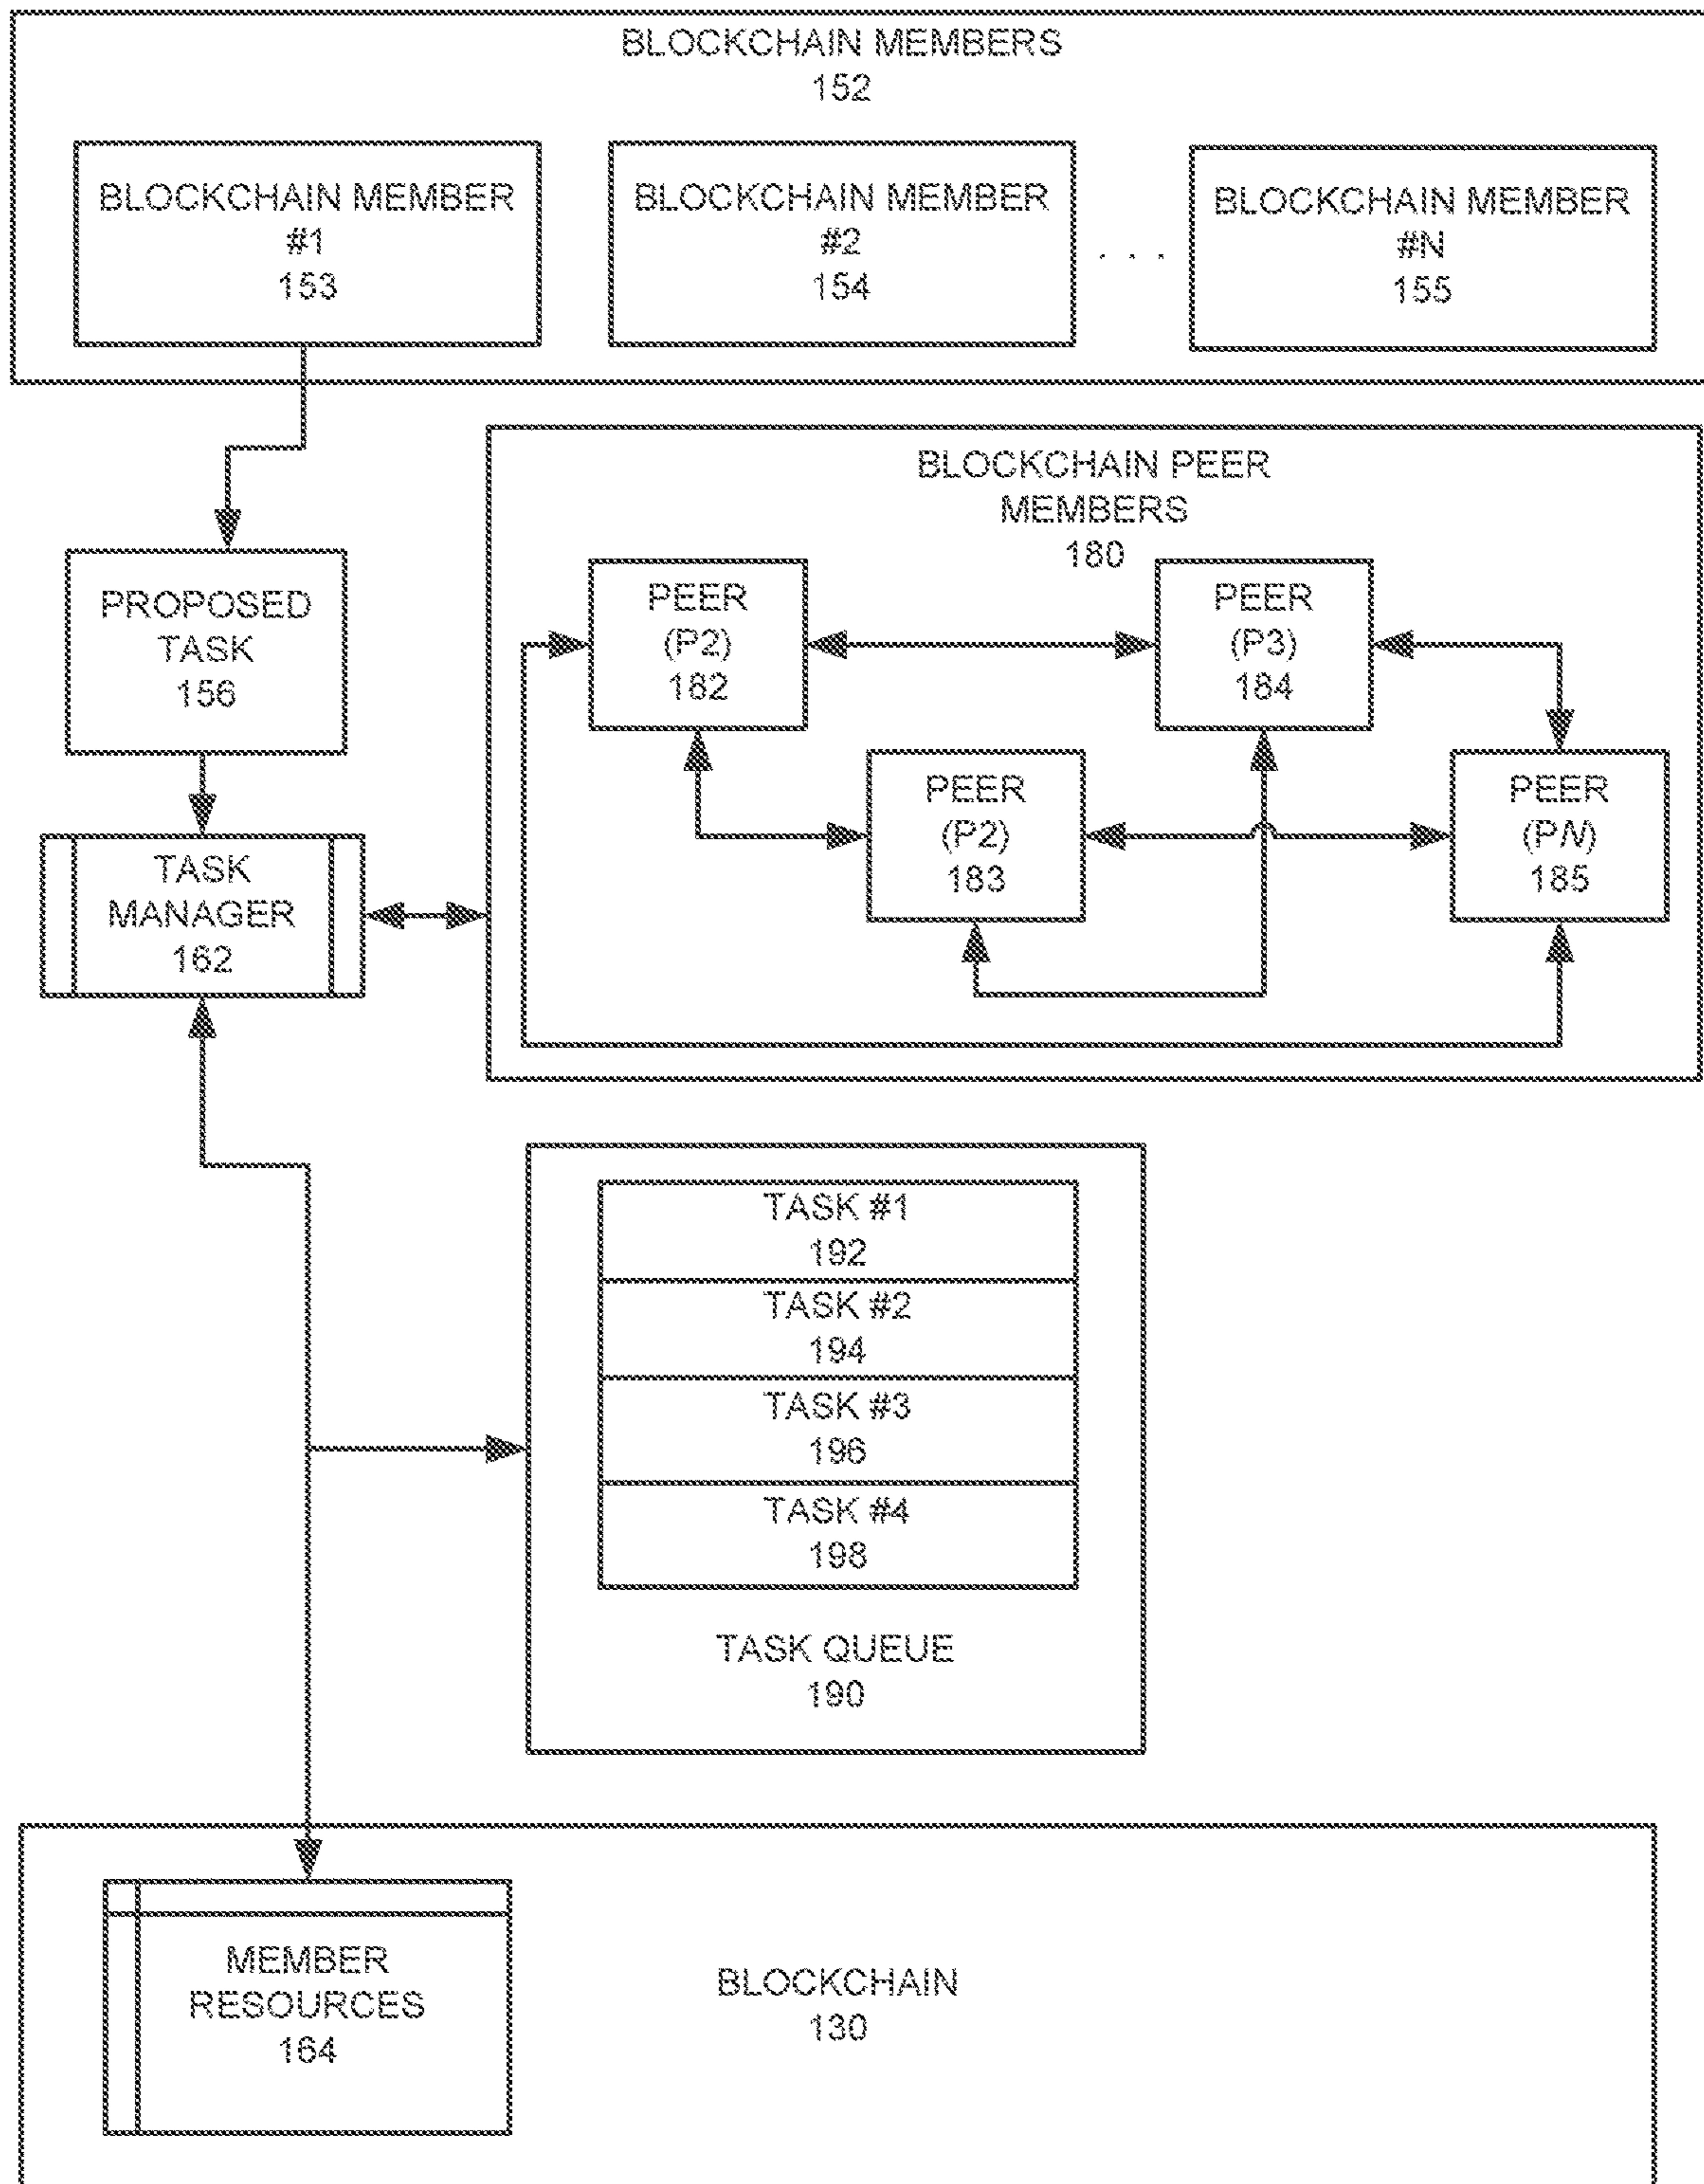 BLOCKCHAIN MEMBERS
152
BLOCKCHAIN MEMBER
#1
153
BLOCKCHAIN MEMBER
#2
154
. . .
BLOCKCHAIN MEMBER
#N
155
PROPOSED
TASK
156
TASK
MANAGER
162
BLOCKCHAIN PEER
MEMBERS
180
PEER
(P2)
182
PEER
(P3)
184
PEER
(P2)
183
PEER
(PN)
185
TASK #1
192
TASK #2
194
TASK #3
196
TASK #4
198
TASK QUEUE
190
MEMBER
RESOURCES
164
BLOCKCHAIN
130